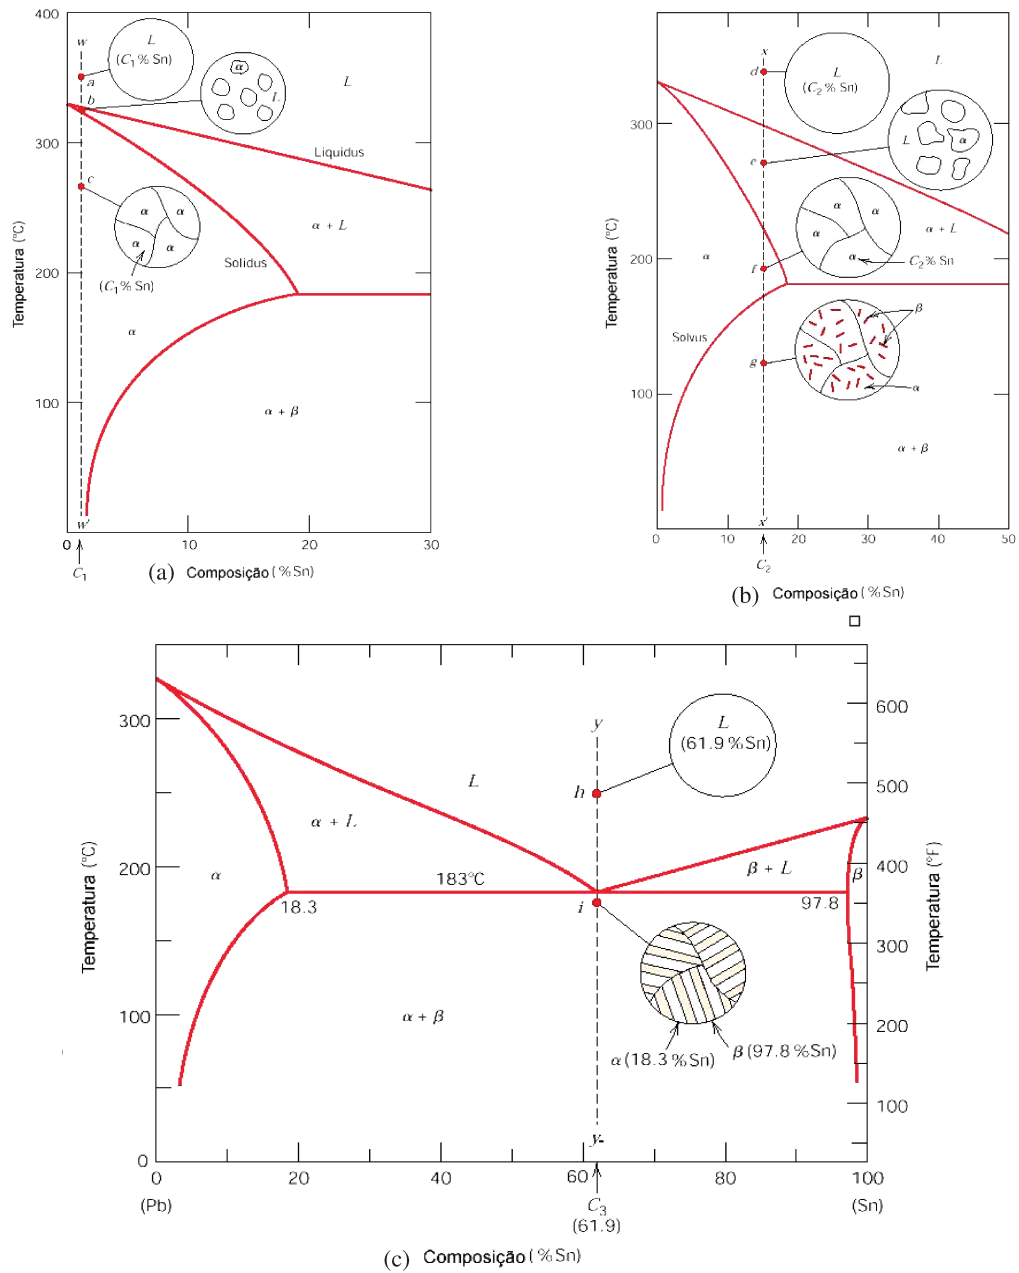 400
300
200
100
0
0
10
20
30
Temperatura (°C)
w
L
(C₁% Sn)
a
b
α
L
L
Liquidus
c
α
α
α
α
(C₁% Sn)
α + L
Solidus
α
α + β
w'
C₁
(a) Composição (%Sn)
300
200
100
0
10
20
30
40
50
Temperatura (°C)
x
d
L
(C₂% Sn)
L
e
L
α
α
α
α
C₂% Sn
α + L
α
f
Solvus
g
β
α
α + β
x'
C₂
(b) Composição (%Sn)
300
200
100
0
Temperatura (°C)
600
500
400
300
200
100
Temperatura (°F)
y
L
(61.9%Sn)
h
L
α + L
α
183°C
β + L
β
18.3
i
97.8
α + β
α (18.3%Sn)
β (97.8%Sn)
y-
0
20
40
60
80
100
(Pb)
C₃
(Sn)
(61.9)
(c) Composição (%Sn)